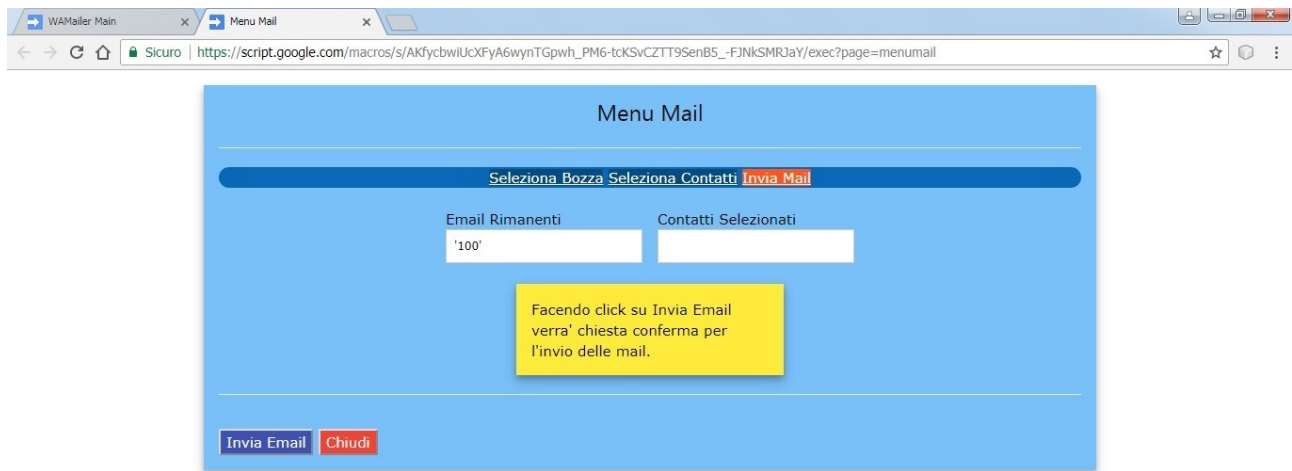 WAMailer Main
Menu Mail
Sicuro
https://script.google.com/macros/s/AKfycbwiUcXFyA6wynTGpwh_PM6-tcKSvCZTT9SenB5_-FJNkSMRJaY/exec?page=menumail
Menu Mail
Seleziona Bozza Seleziona Contatti Invia Mail
Email Rimanenti
Contatti Selezionati
'100'
Facendo click su Invia Email
verra' chiesta conferma per
l'invio delle mail.
Invia Email
Chiudi